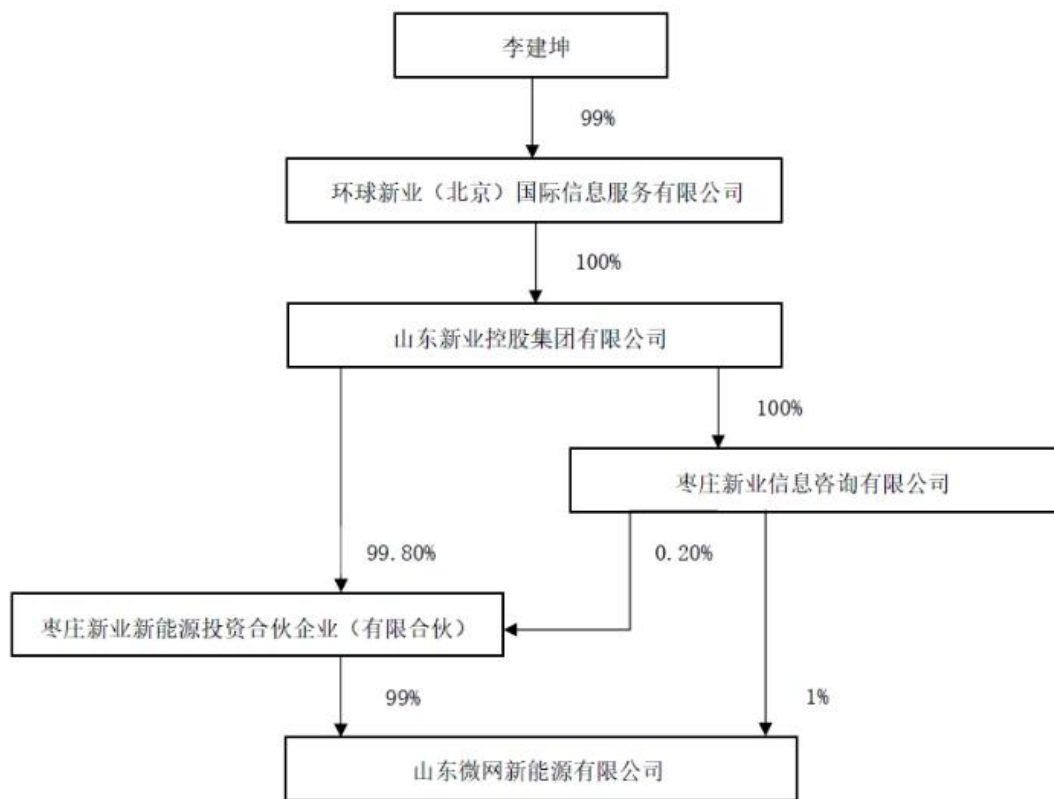 李建坤
99%
环球新业（北京）国际信息服务有限公司
100%
山东新业控股集团有限公司
100%
枣庄新业信息咨询有限公司
99.80%
0.20%
枣庄新业新能源投资合伙企业（有限合伙）
99%
1%
山东微网新能源有限公司